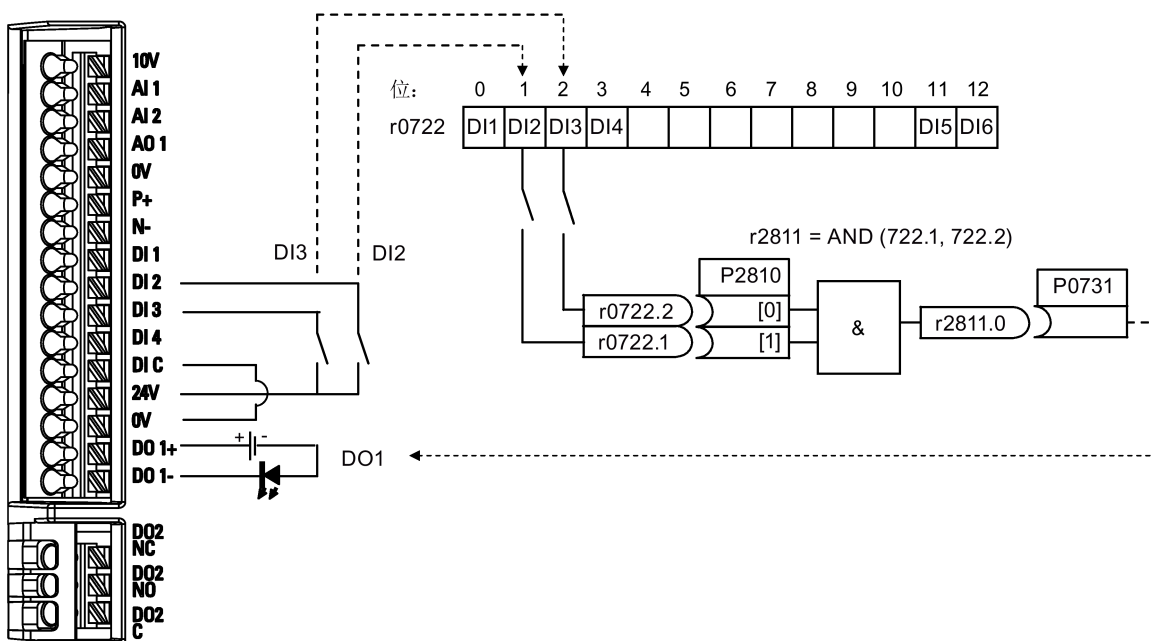 10V
AI 1
AI 2
AO 1
0V
P+
N-
DI 1
DI 2
DI 3
DI 4
DI C
24V
0V
DO 1+
DO 1-
DO2
NC
DO2
NO
DO2
C
DI3
DI2
+
-
DO1
位: 0 1 2 3 4 5 6 7 8 9 10 11 12
r0722 DI1 DI2 DI3 DI4 DI5 DI6
r2811 = AND (722.1, 722.2)
P2810
r0722.2 [0]
r0722.1 [1]
&
r2811.0
P0731